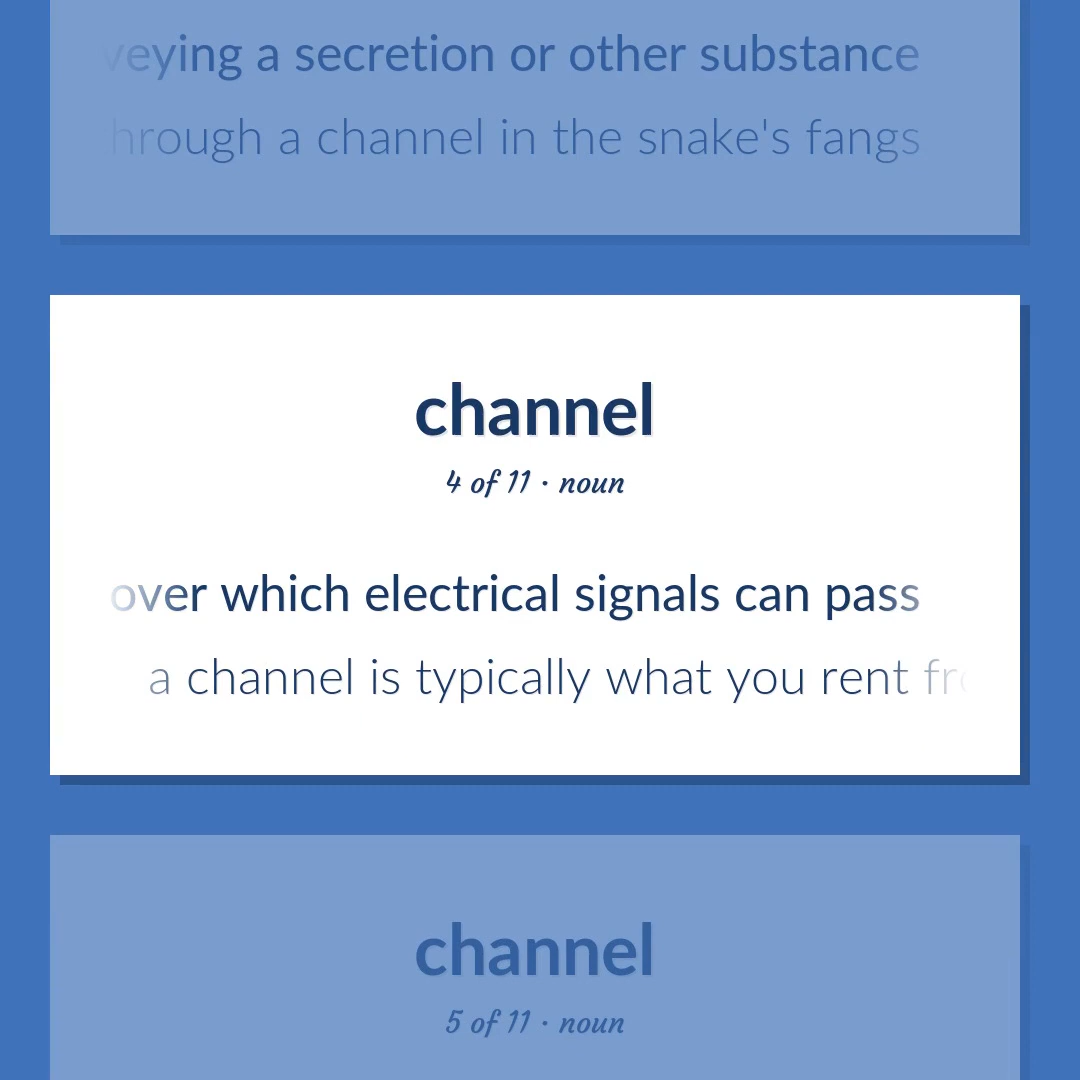 veying a secretion or other substance
hrough a channel in the snake's fangs
channel
4 of 11 · noun
over which electrical signals can pass
a channel is typically what you rent fro
channel
5 of 11 · noun